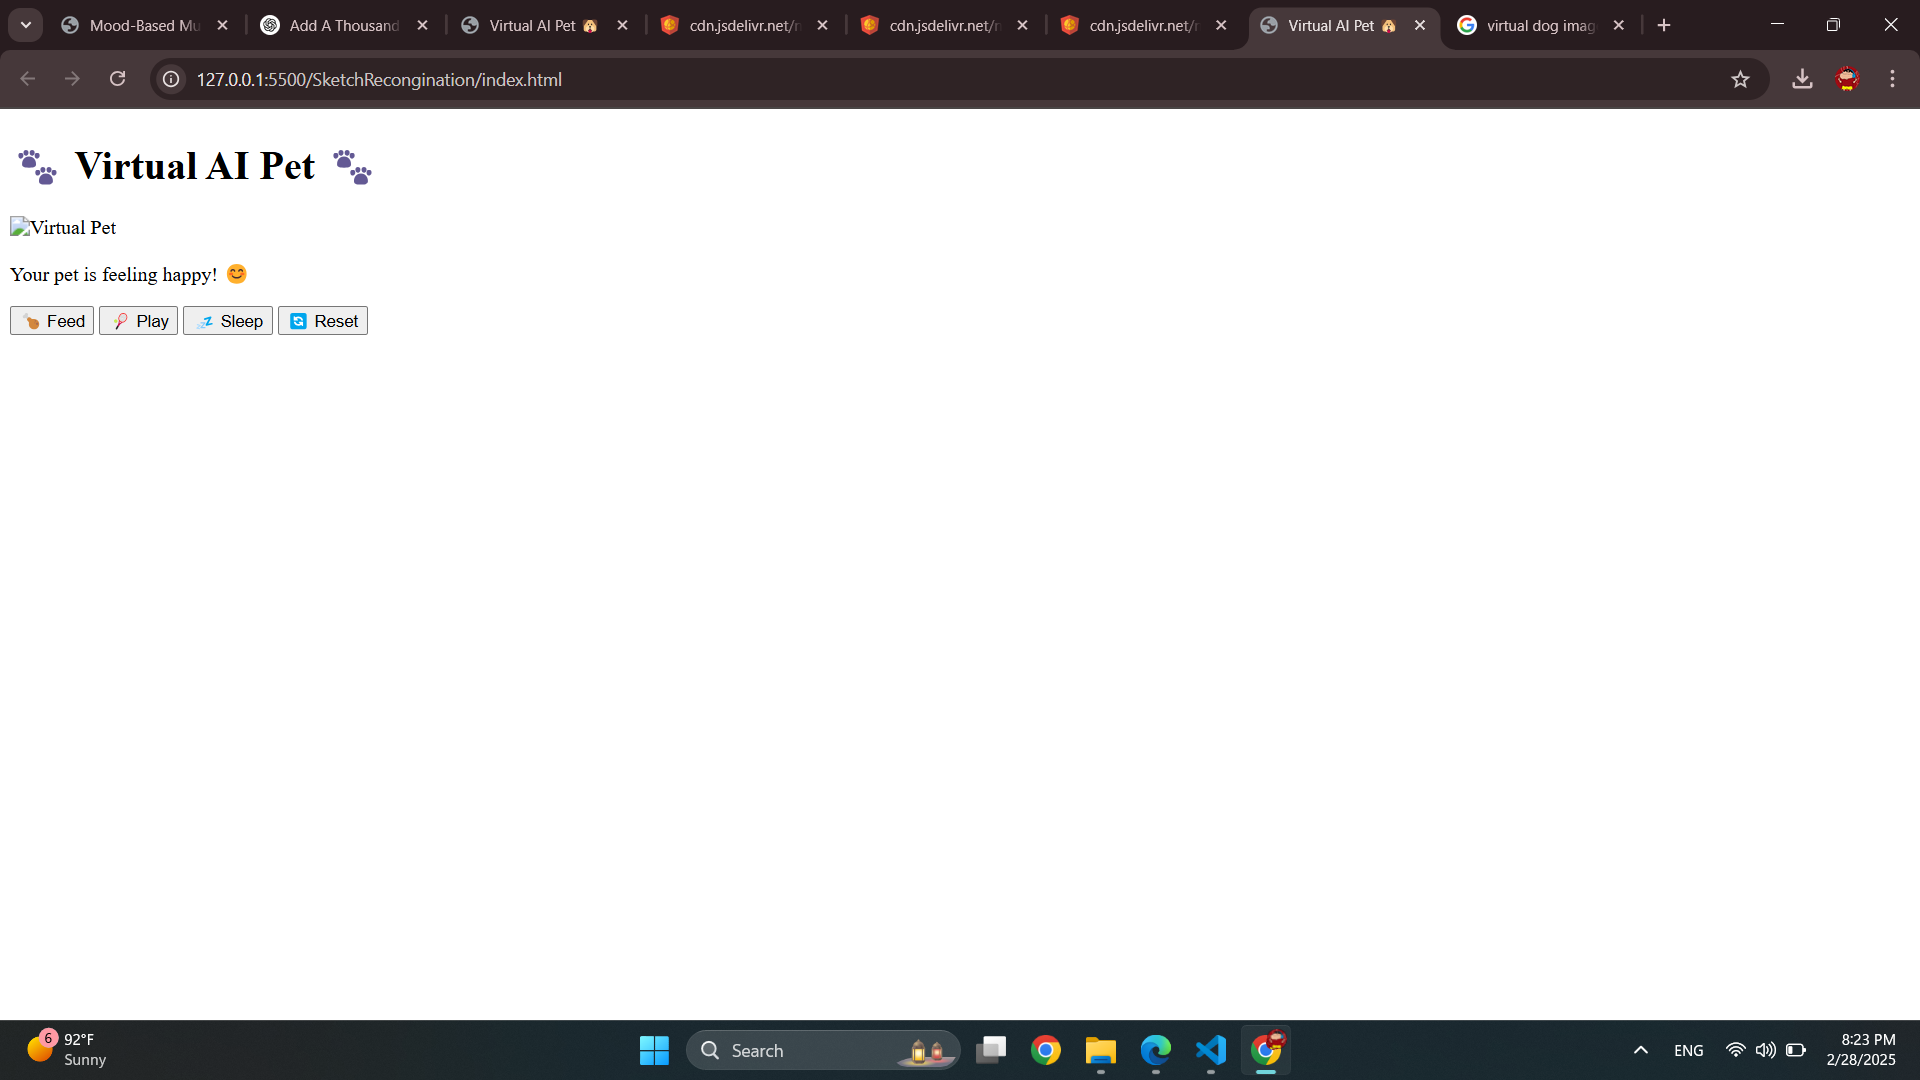 Mood-Based Mu
Add A Thousand
Virtual AI Pet 🐶
cdn.jsdelivr.net/n
cdn.jsdelivr.net/n
cdn.jsdelivr.net/r
Virtual AI Pet 🐶
virtual dog imag
127.0.0.1:5500/SketchRecongination/index.html
🐾 Virtual AI Pet 🐾
Virtual Pet
Your pet is feeling happy! 😊
🍗 Feed 🎾 Play 💤 Sleep 🔄 Reset
6
92°F
Sunny
Search
ENG
8:23 PM
2/28/2025